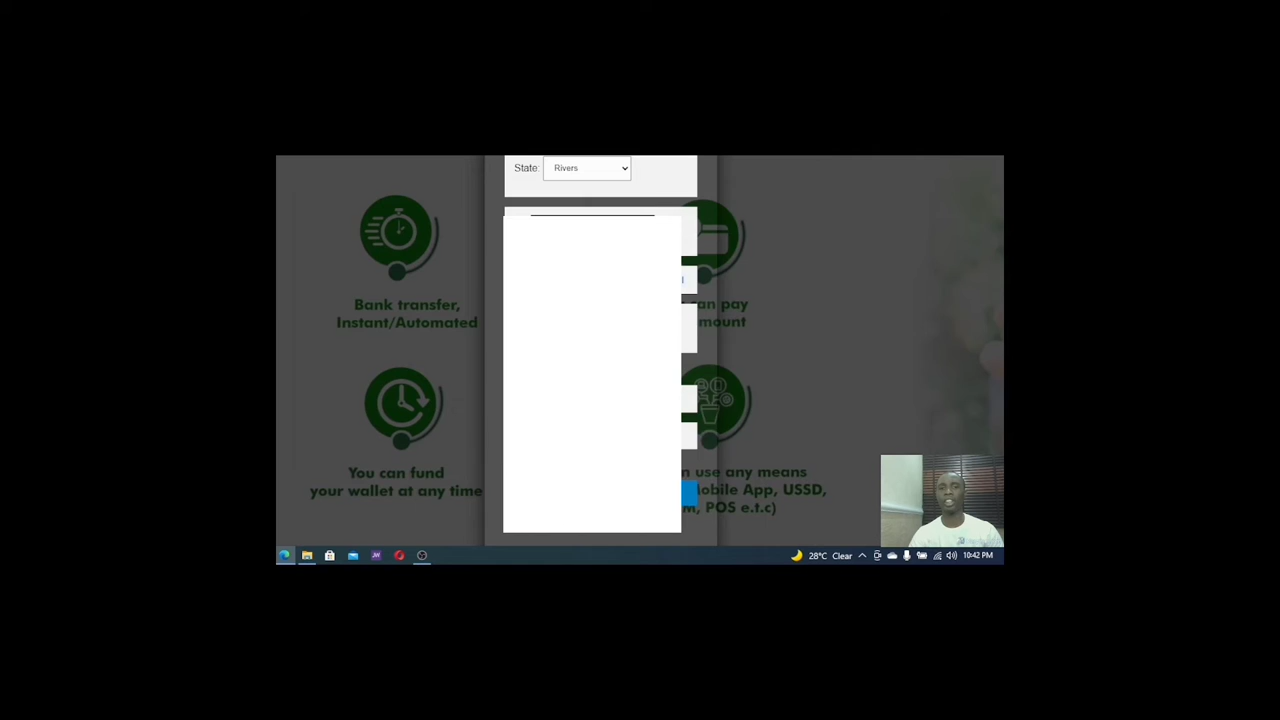 State: Rivers
Bank transfer,
Instant/Automated
an pay
mount
You can fund
your wallet at any time
n use any means
obile App, USSD,
M, POS e.t.c)
28°C Clear
10:42 PM